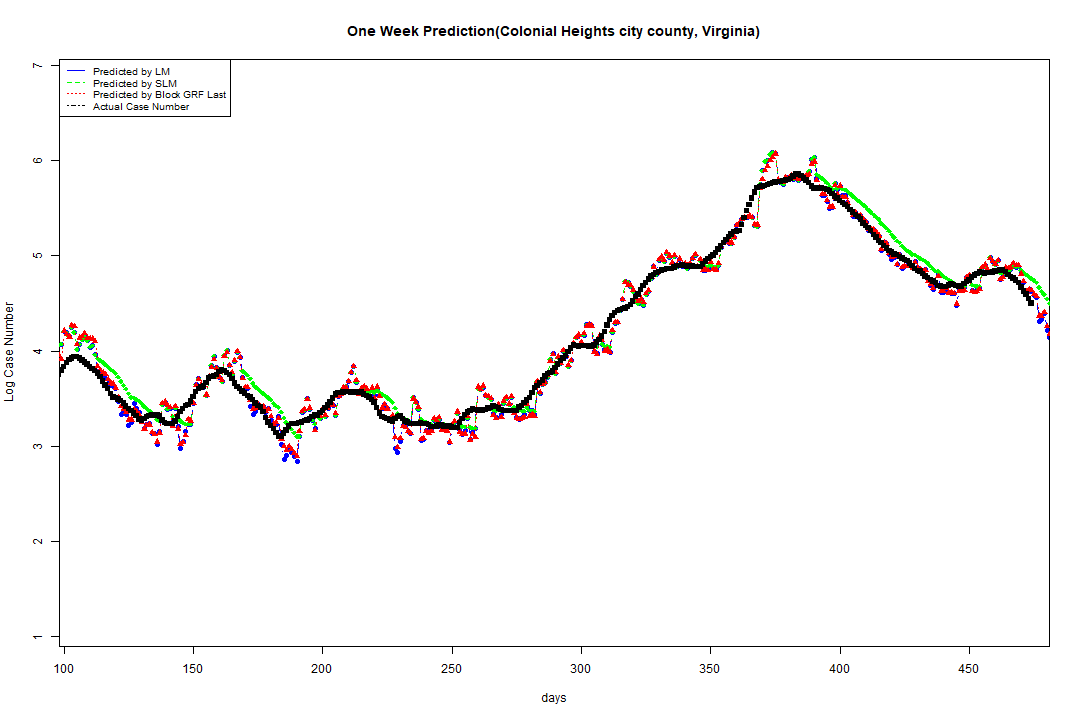 One Week Prediction(Colonial Heights city county, Virginia)
Predicted by LM
Predicted by SLM
Predicted by Block GRF Last
Actual Case Number
7
6
5
4
3
2
1
Log Case Number
100 150 200 250 300 350 400 450
days